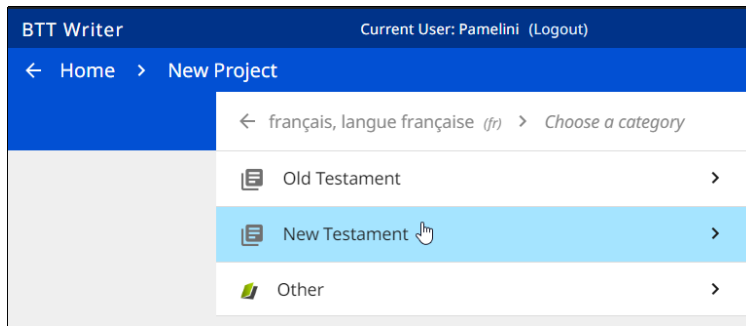 BTT Writer Current User: Pamelini (Logout)
← Home > New Project
← français, langue française (fr) > Choose a category
Old Testament >
New Testament >
Other >